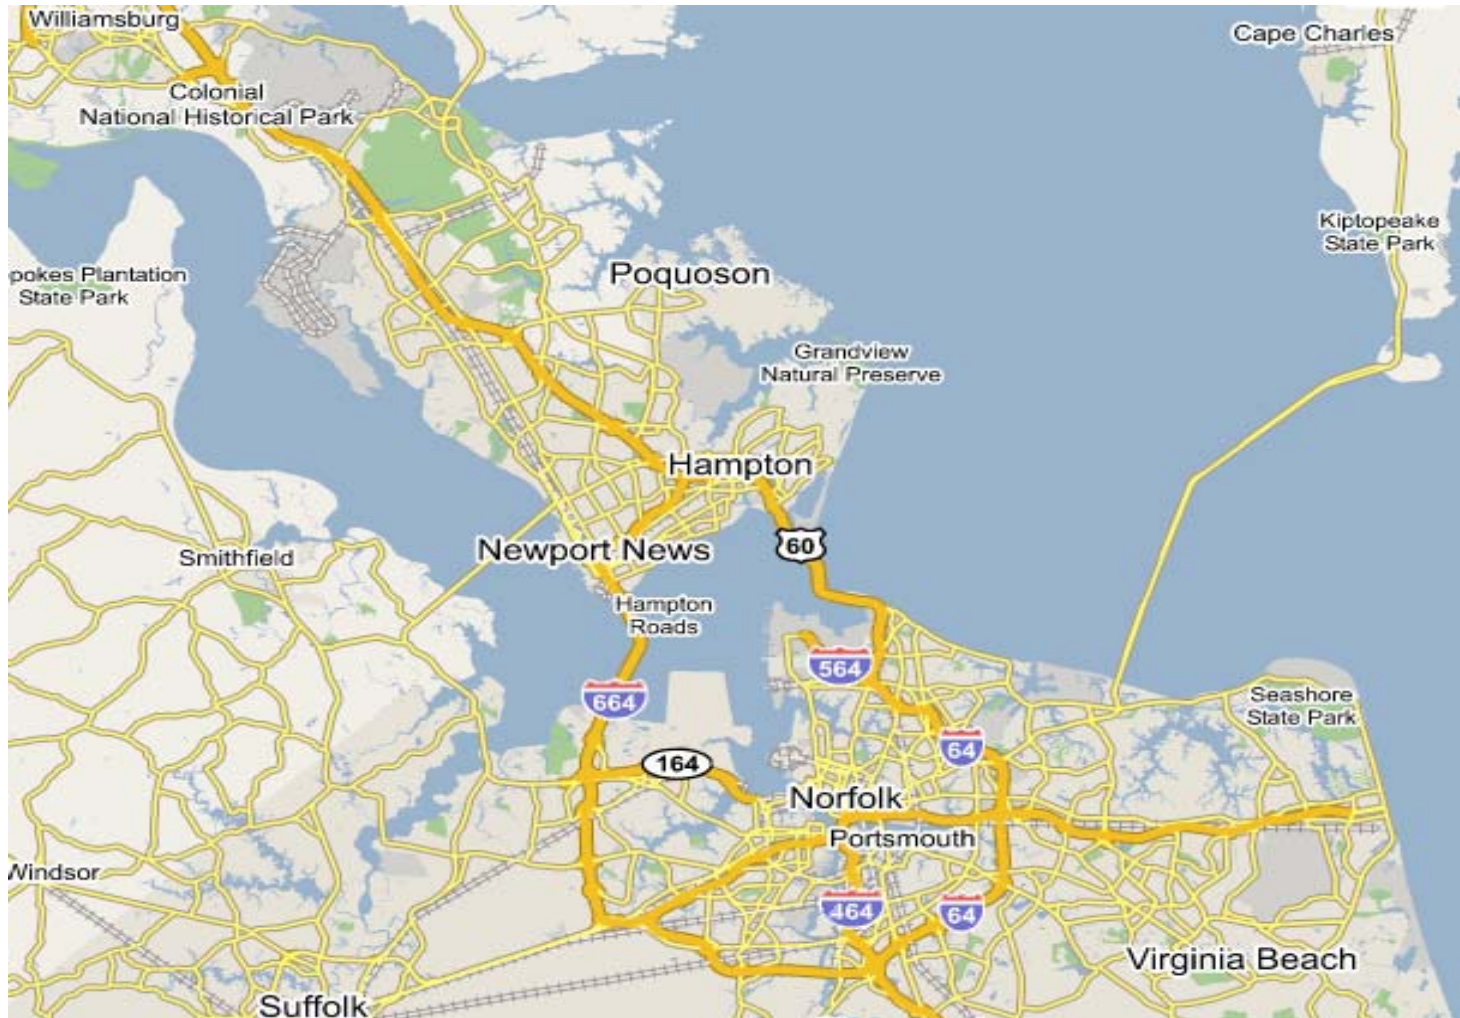 Williamsburg
Cape Charles
Colonial
National Historical Park
Kiptopeake
State Park
pokes Plantation
State Park
Poquoson
Grandview
Natural Preserve
Hampton
Smithfield
Newport News
60
Hampton
Roads
564
664
Seashore
State Park
64
164
Norfolk
Portsmouth
Windsor
464
64
Virginia Beach
Suffolk